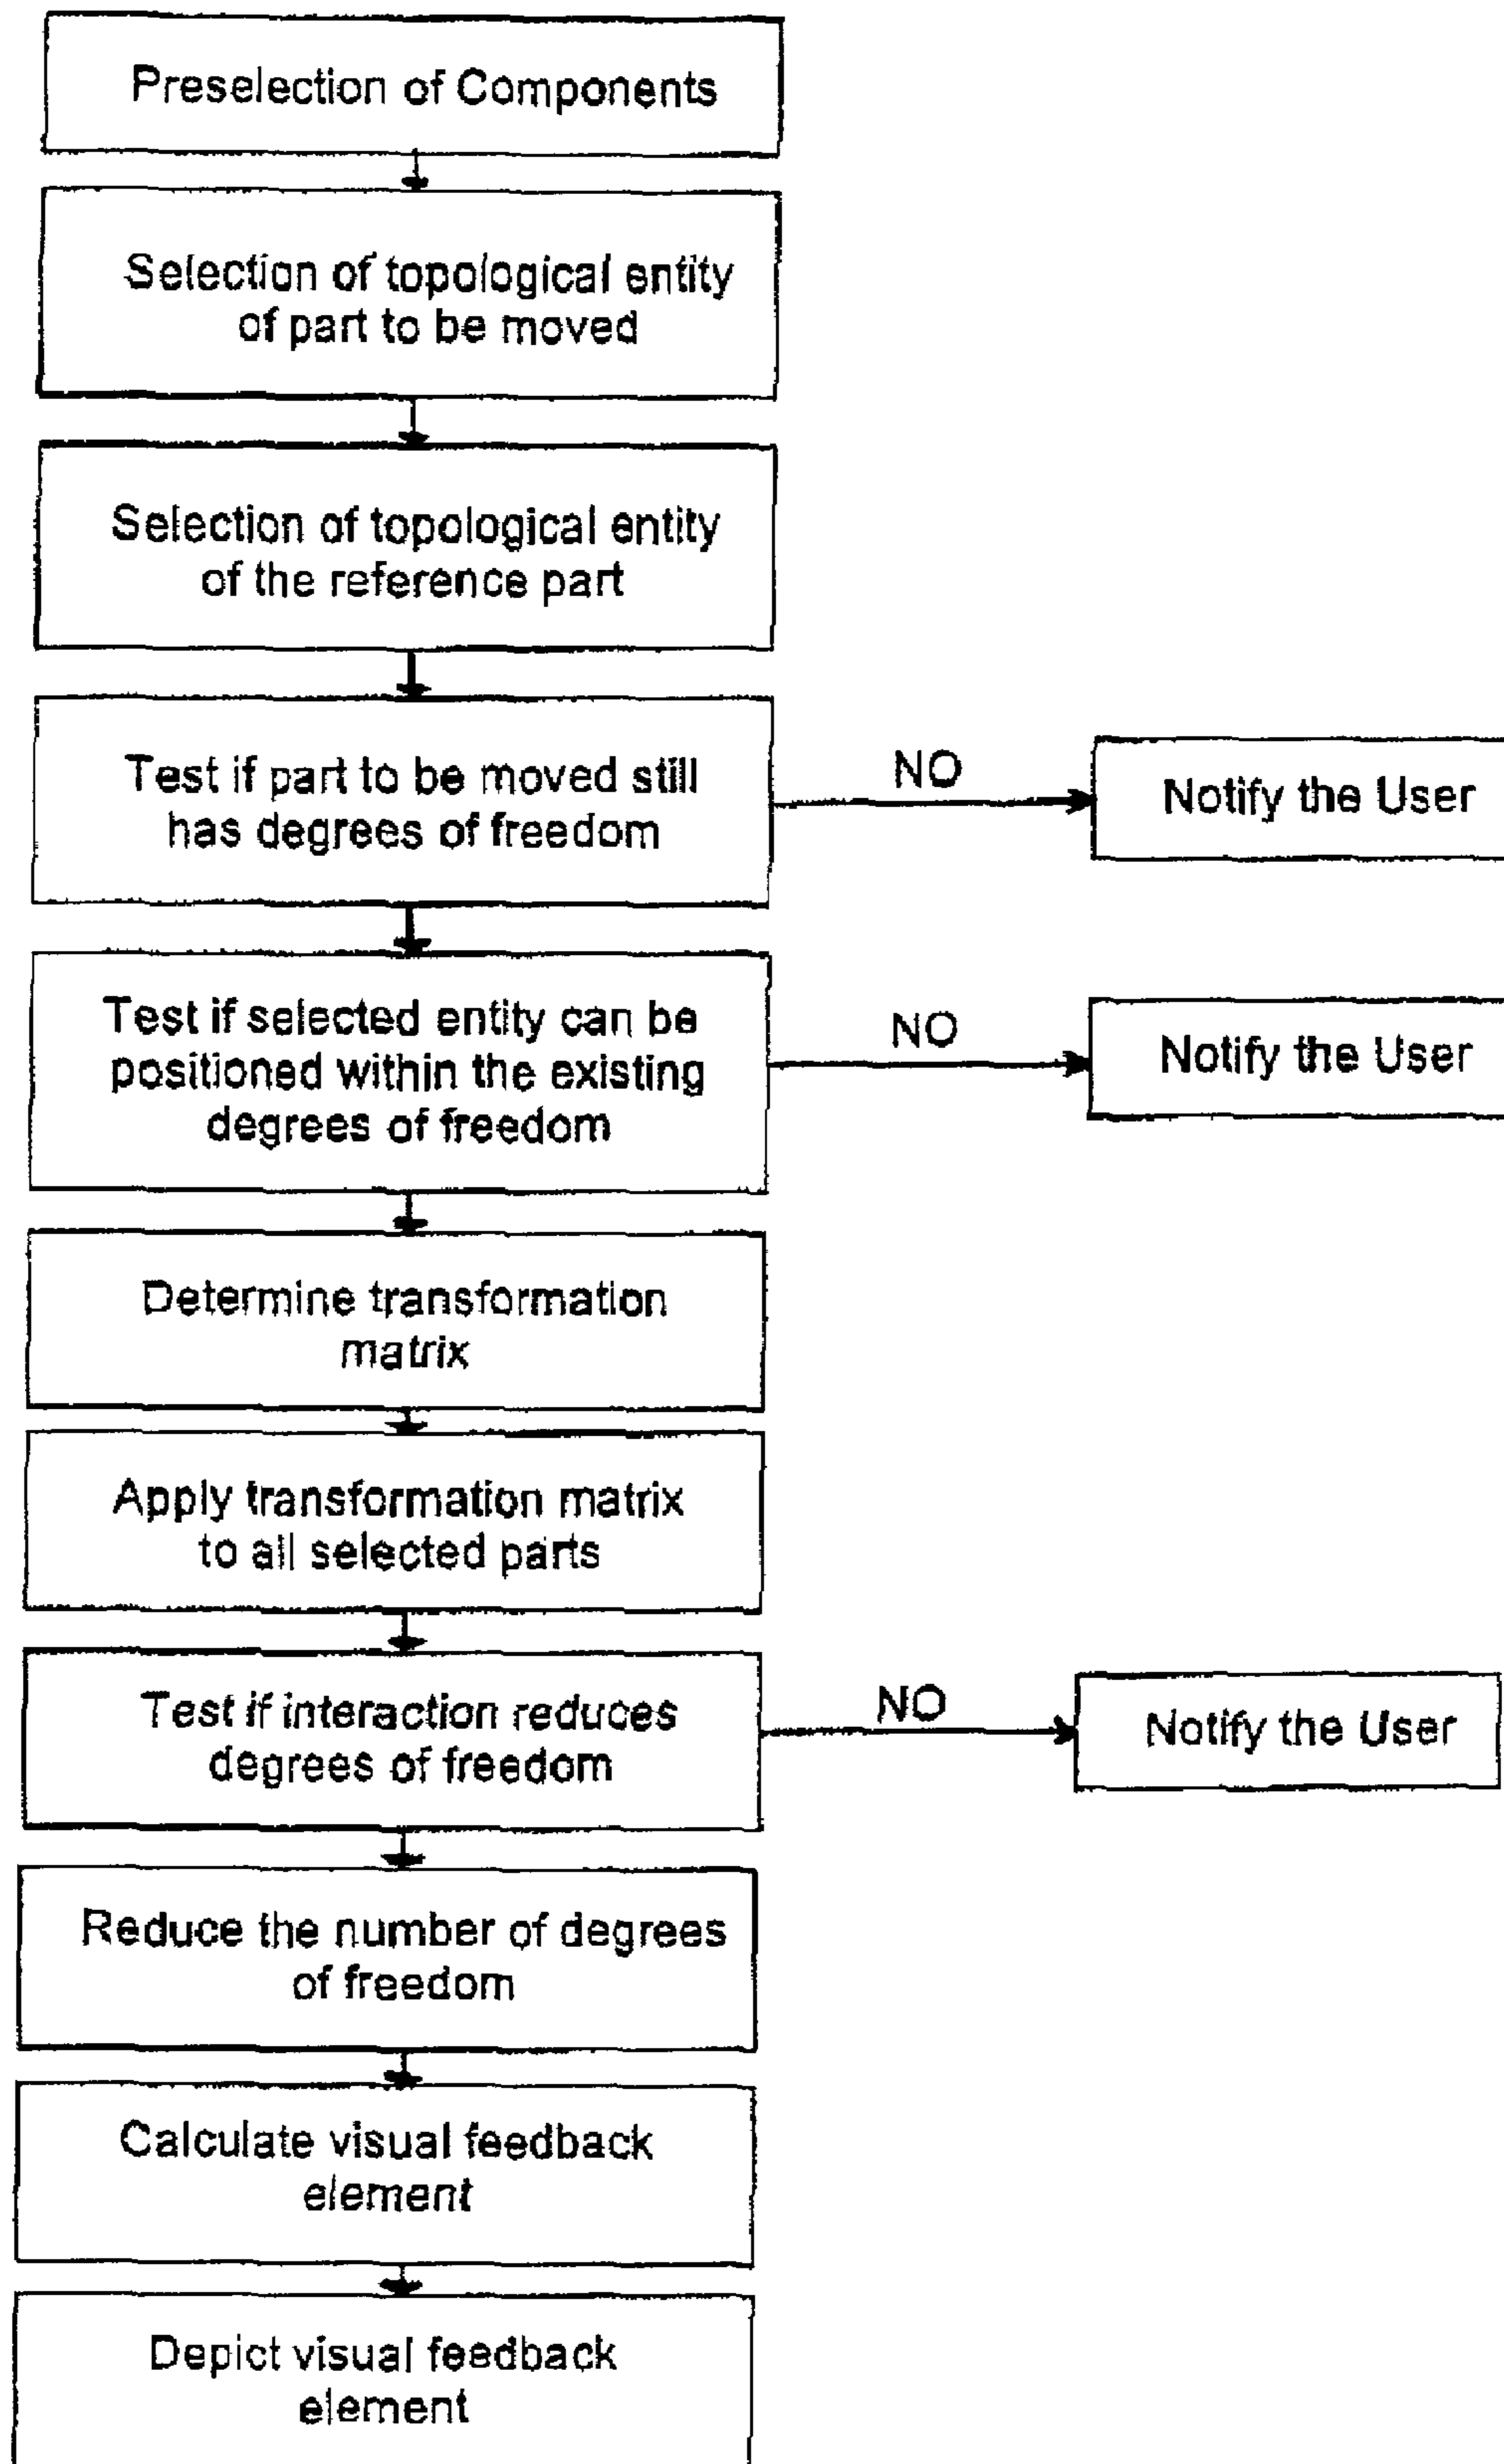 Preselection of Components
Selection of topological entity
of part to be moved
Selection of topological entity
of the reference part
Test if part to be moved still
has degrees of freedom
NO
Notify the User
Test if selected entity can be
positioned within the existing
degrees of freedom
NO
Notify the User
Determine transformation
matrix
Apply transformation matrix
to all selected parts
Test if interaction reduces
degrees of freedom
NO
Notify the User
Reduce the number of degrees
of freedom
Calculate visual feedback
element
Depict visual feedback
element